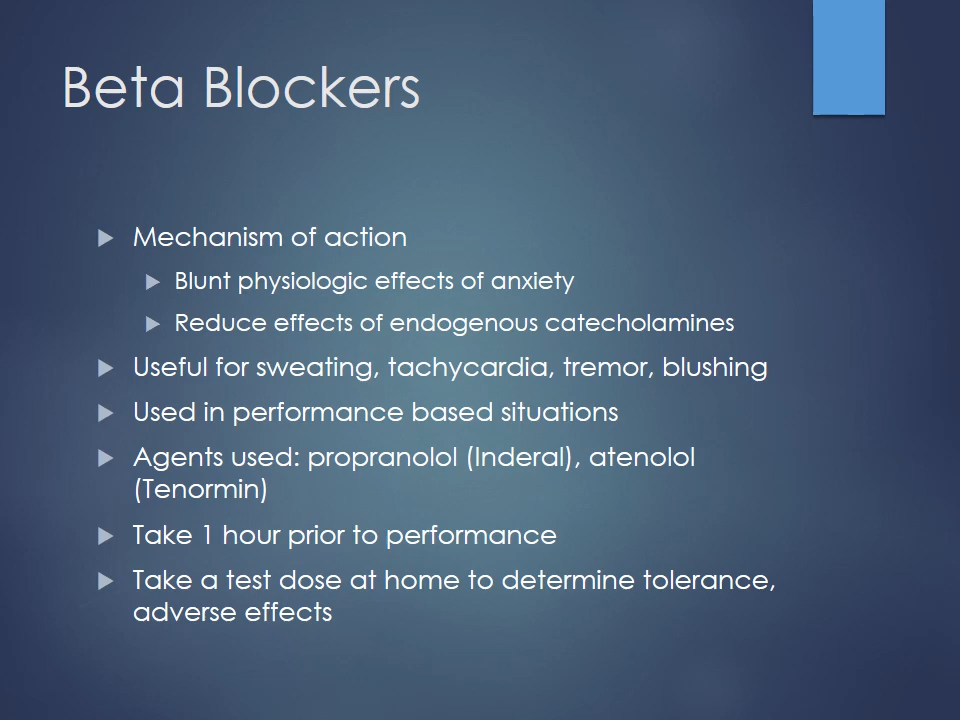 Beta Blockers
Mechanism of action
Blunt physiologic effects of anxiety
Reduce effects of endogenous catecholamines
Useful for sweating, tachycardia, tremor, blushing
Used in performance based situations
Agents used: propranolol (Inderal), atenolol
(Tenormin)
Take 1 hour prior to performance
Take a test dose at home to determine tolerance,
adverse effects